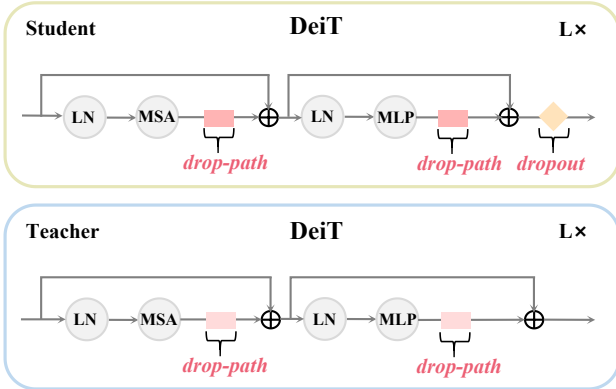 Student DeiT L×
LN MSA LN MLP
drop-path drop-path dropout
Teacher DeiT L×
LN MSA LN MLP
drop-path drop-path